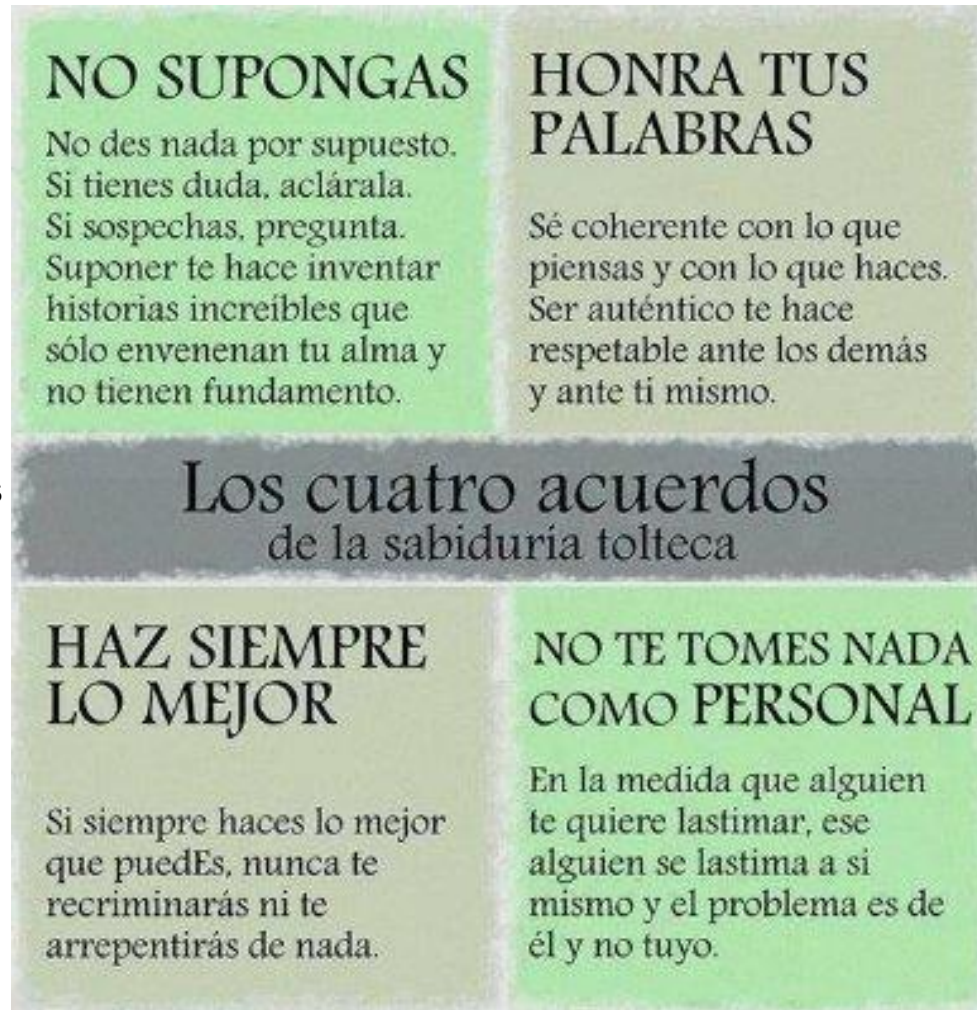 NO SUPONGAS
No des nada por supuesto.
Si tienes duda, aclárala.
Si sospechas, pregunta.
Suponer te hace inventar
historias increíbles que
sólo envenenan tu alma y
no tienen fundamento.
HONRA TUS
PALABRAS
Sé coherente con lo que
piensas y con lo que haces.
Ser auténtico te hace
respetable ante los demás
y ante ti mismo.
Los cuatro acuerdos
de la sabiduría tolteca
HAZ SIEMPRE
LO MEJOR
Si siempre haces lo mejor
que puedEs, nunca te
recriminarás ni te
arrepentirás de nada.
NO TE TOMES NADA
COMO PERSONAL
En la medida que alguien
te quiere lastimar, ese
alguien se lastima a si
mismo y el problema es de
él y no tuyo.